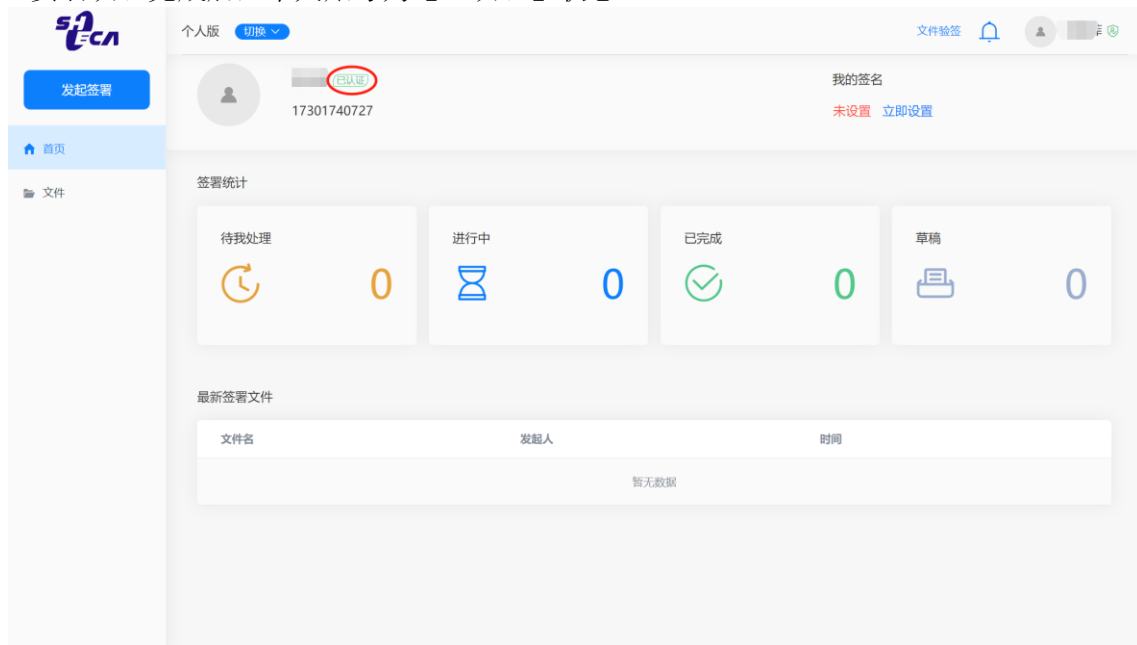 SHECA
个人版 切换
文件验签
发起签署
已认证
我的签名
17301740727
未设置 立即设置
首页
签署统计
文件
待我处理 进行中 已完成 草稿
0 0 0 0
最新签署文件
文件名 发起人 时间
暂无数据